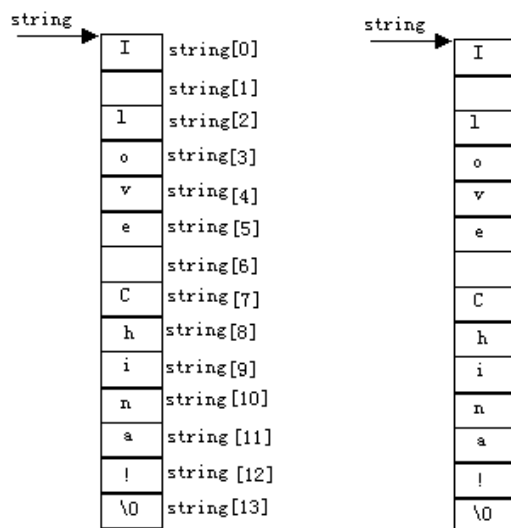 string string
I string[0] I
string[1]
l string[2] l
o string[3] o
v string[4] v
e string[5] e
string[6]
C string[7] C
h string[8] h
i string[9] i
n string[10] n
a string[11] a
! string[12] !
\0 string[13] \0